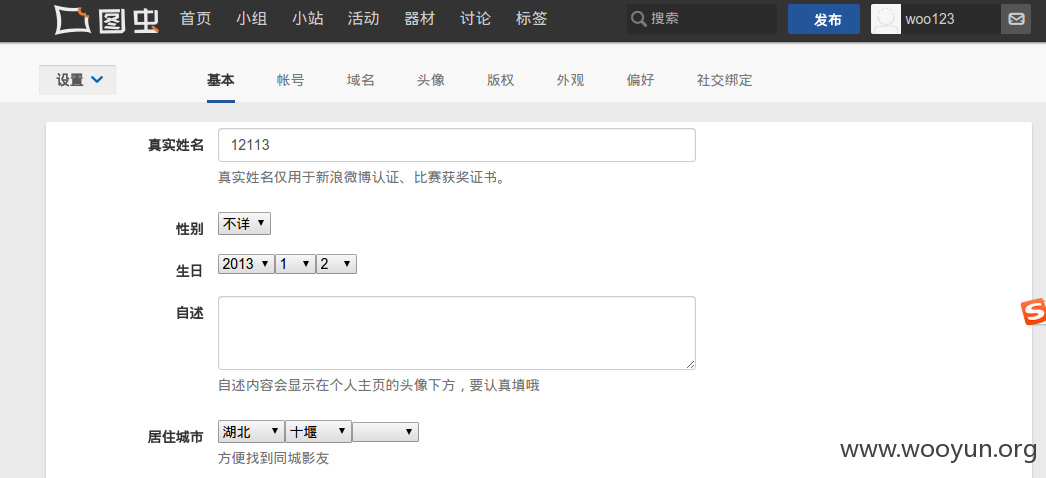 图虫 首页 小组 小站 活动 器材 讨论 标签 搜索 发布 woo123
设置 基本 帐号 域名 头像 版权 外观 偏好 社交绑定
真实姓名 12113
真实姓名仅用于新浪微博认证、比赛获奖证书。
性别 不详
生日 2013 1 2
自述
自述内容会显示在个人主页的头像下方，要认真填哦
居住城市 湖北 十堰
方便找到同城影友
www.wooyun.org